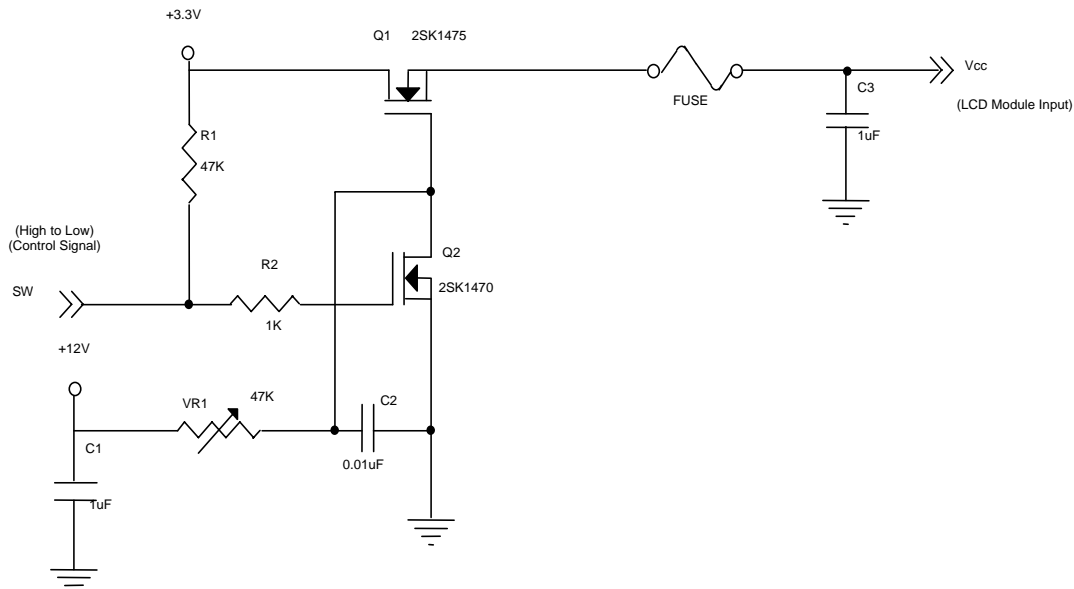 +3.3V
Q1 2SK1475
Vcc
C3
FUSE
(LCD Module Input)
1uF
R1
47K
(High to Low)
(Control Signal)
Q2
R2
SW
2SK1470
1K
+12V
VR1
47K
C2
C1
0.01uF
1uF